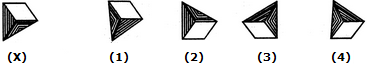 (X) (1) (2) (3) (4)